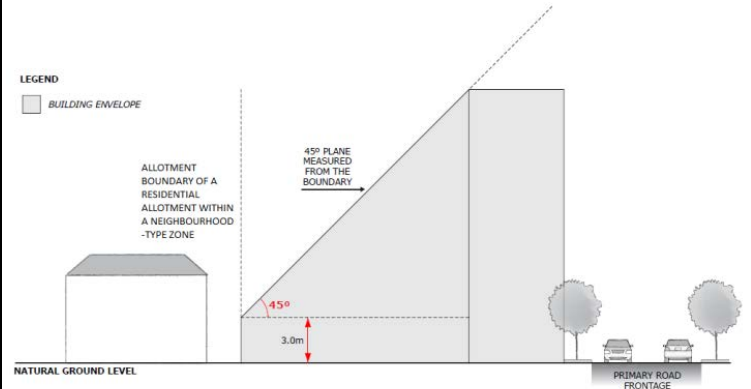 LEGEND
BUILDING ENVELOPE
ALLOTMENT
BOUNDARY OF A
RESIDENTIAL
ALLOTMENT WITHIN
A NEIGHBOURHOOD
-TYPE ZONE
45º PLANE
MEASURED
FROM THE
BOUNDARY
45º
3.0m
NATURAL GROUND LEVEL
PRIMARY ROAD
FRONTAGE